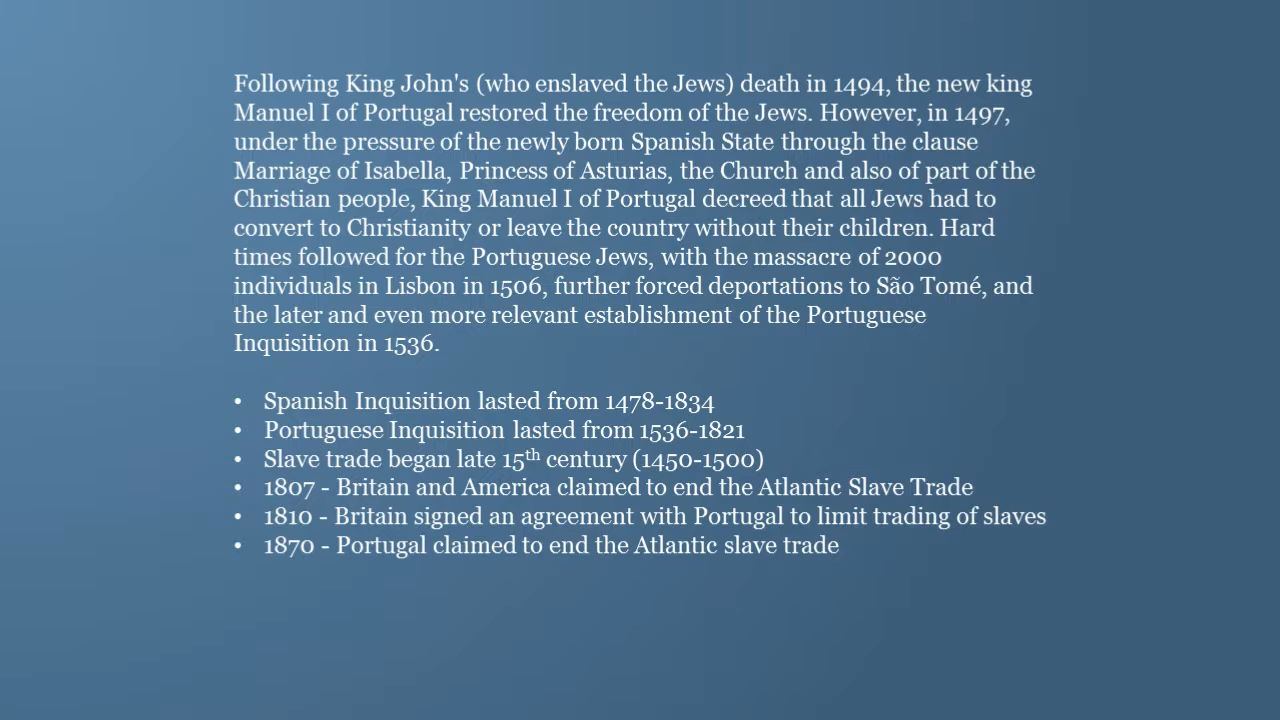 Following King John's (who enslaved the Jews) death in 1494, the new king
Manuel I of Portugal restored the freedom of the Jews. However, in 1497,
under the pressure of the newly born Spanish State through the clause
Marriage of Isabella, Princess of Asturias, the Church and also of part of the
Christian people, King Manuel I of Portugal decreed that all Jews had to
convert to Christianity or leave the country without their children. Hard
times followed for the Portuguese Jews, with the massacre of 2000
individuals in Lisbon in 1506, further forced deportations to São Tomé, and
the later and even more relevant establishment of the Portuguese
Inquisition in 1536.
• Spanish Inquisition lasted from 1478-1834
• Portuguese Inquisition lasted from 1536-1821
• Slave trade began late 15th century (1450-1500)
• 1807 - Britain and America claimed to end the Atlantic Slave Trade
• 1810 - Britain signed an agreement with Portugal to limit trading of slaves
• 1870 - Portugal claimed to end the Atlantic slave trade